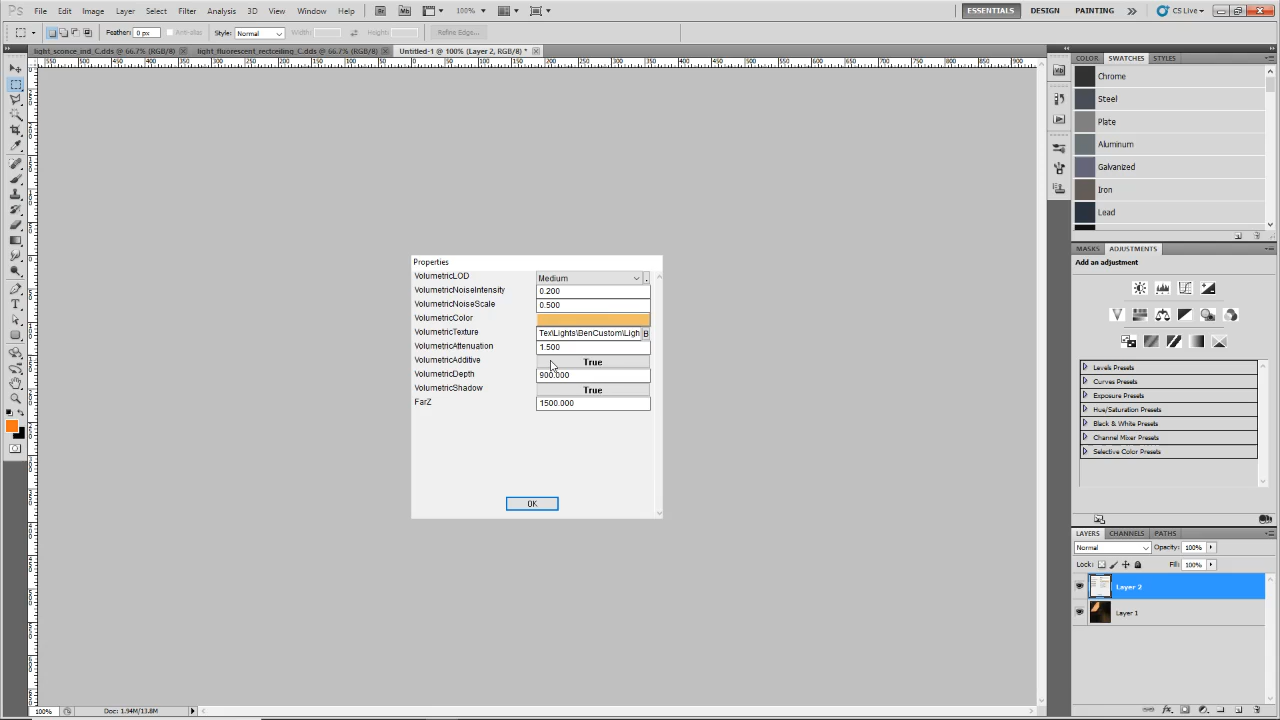 Ps File Edit Image Layer Select Filter Analysis 3D View Window Help Br Mb 100% ESSENTIALS DESIGN PAINTING CS Live
Feather: 0 px Anti-alias Style: Normal Width: Height: Refine Edge...
light_sconce_ind_C.dds @ 66.7% (RGB/8) light_fluorescent_rectceiling_C.dds @ 66.7% (RGB/8) Untitled-1 @ 100% (Layer 2, RGB/8) *
COLOR SWATCHES STYLES
Chrome
Steel
Plate
Aluminum
Galvanized
Iron
Lead
MASKS ADJUSTMENTS
Add an adjustment
Levels Presets
Curves Presets
Exposure Presets
Hue/Saturation Presets
Black & White Presets
Channel Mixer Presets
Selective Color Presets
LAYERS CHANNELS PATHS
Normal Opacity: 100%
Lock: Fill: 100%
Layer 2
Layer 1
Properties
VolumetricLOD Medium .
VolumetricNoiseIntensity 0.200
VolumetricNoiseScale 0.500
VolumetricColor
VolumetricTexture Tex\Lights\BenCustom\Ligh B
VolumetricAttenuation 1.500
VolumetricAdditive True
VolumetricDepth 900.000
VolumetricShadow True
FarZ 1500.000
OK
100% Doc: 1.94M/13.8M